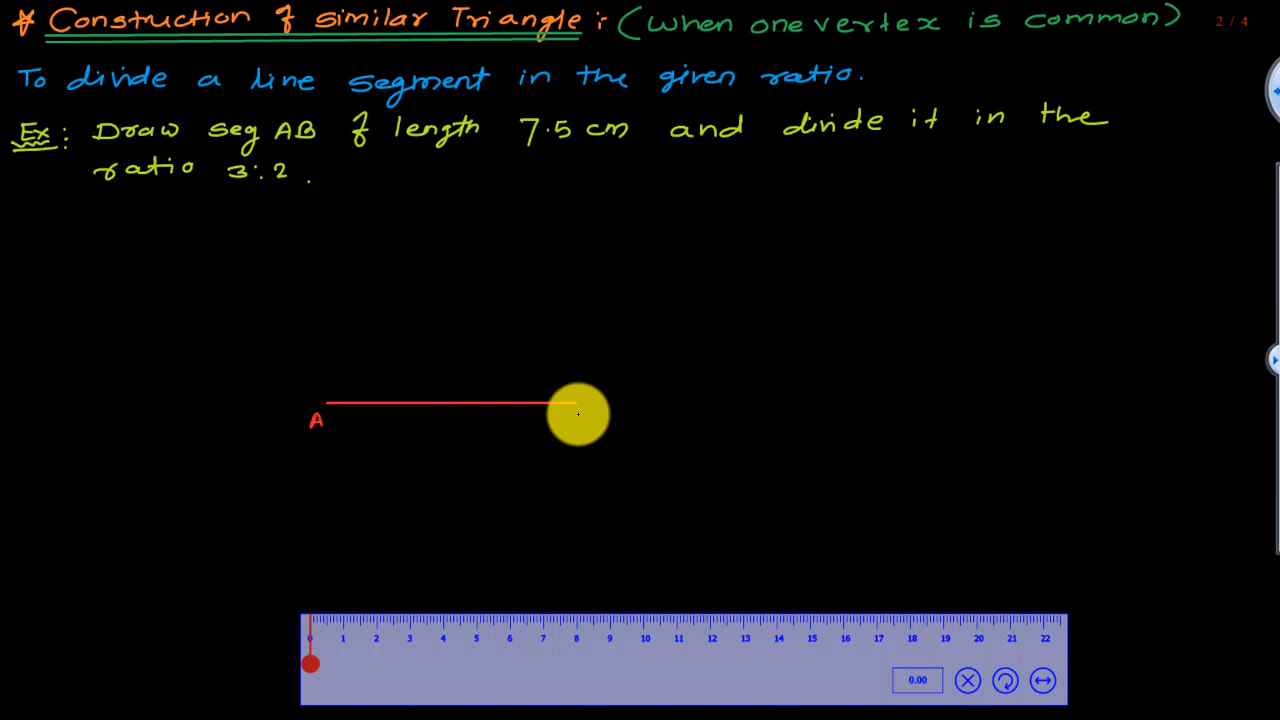 * Construction of similar Triangle : (When one vertex is common) 2 / 4
To divide a line segment in the given ratio.
Ex: Draw seg AB of length 7.5 cm and divide it in the
ratio 3:2 .
A
0 1 2 3 4 5 6 7 8 9 10 11 12 13 14 15 16 17 18 19 20 21 22
0.00